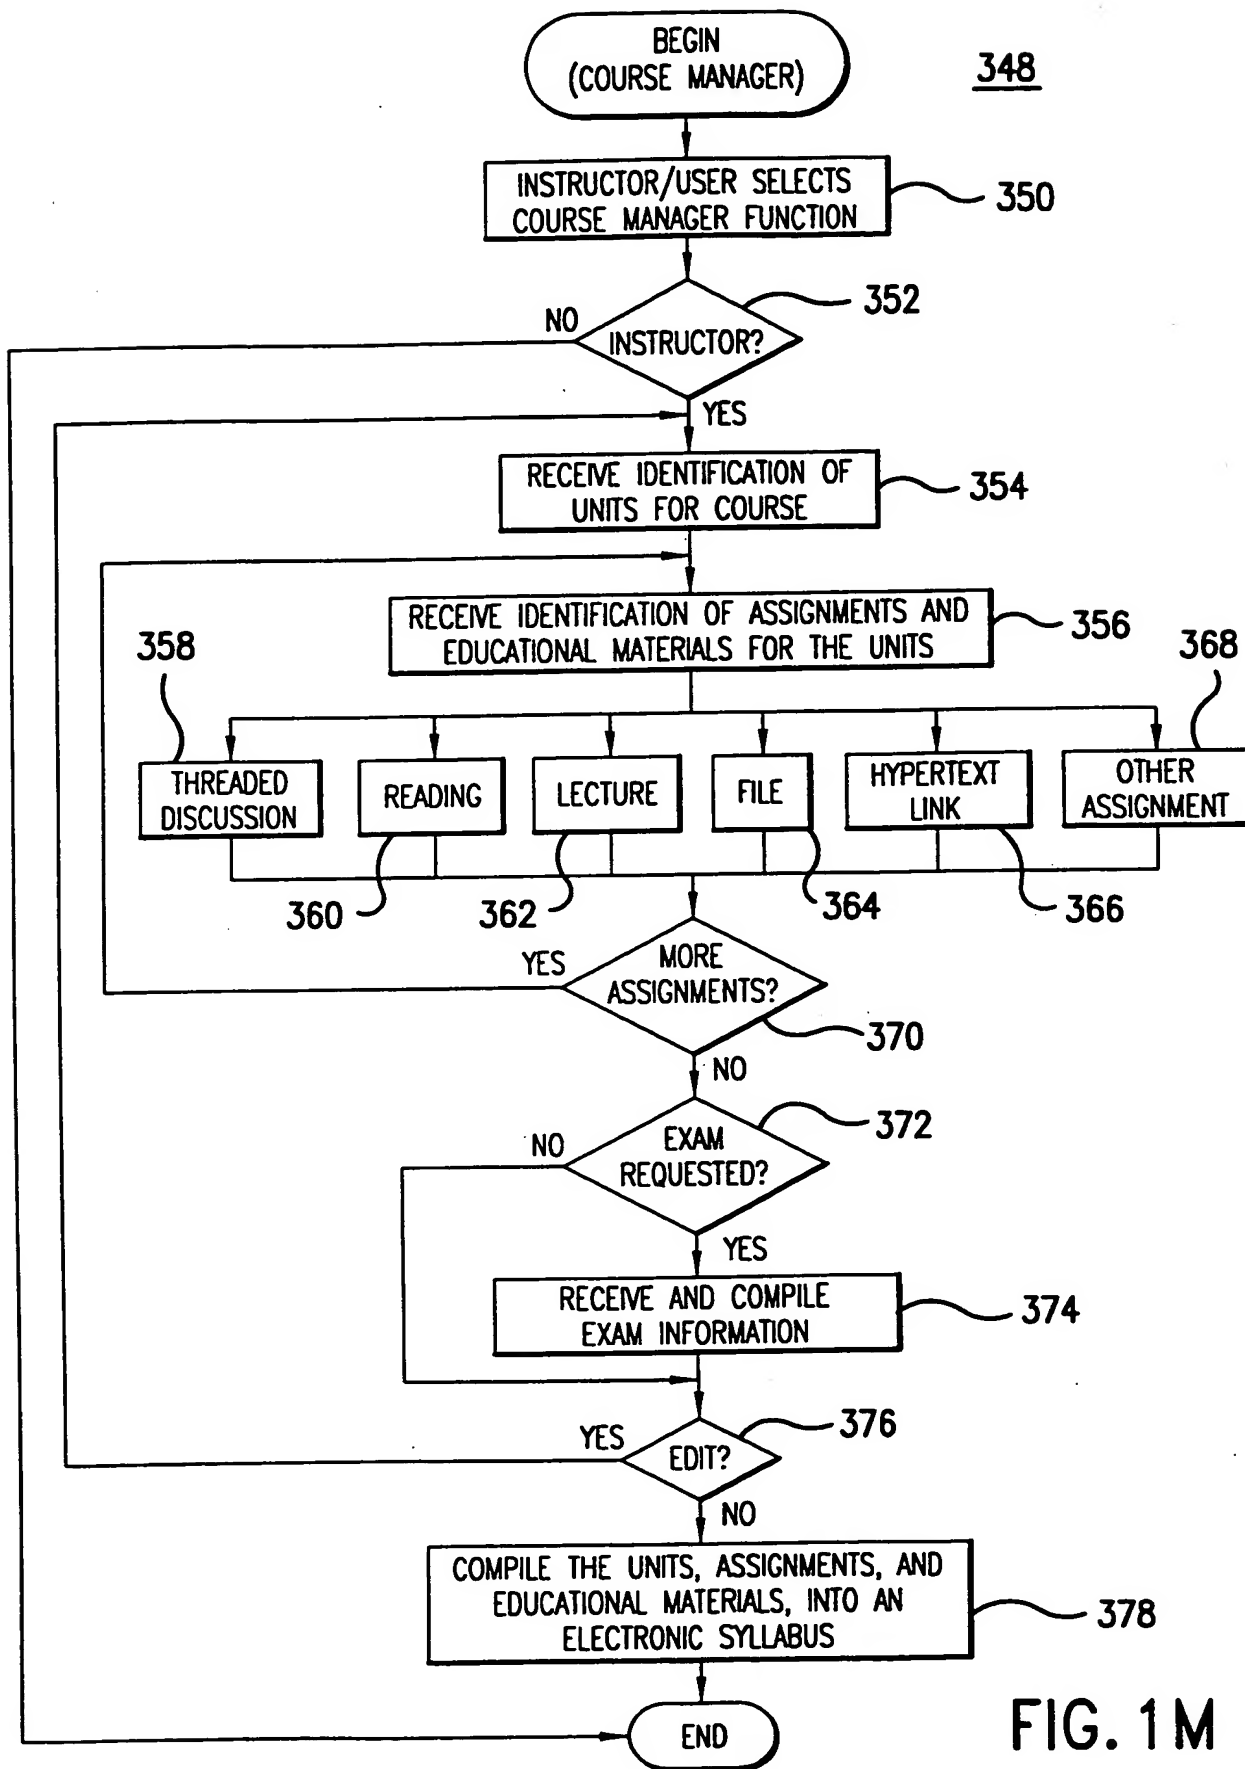 BEGIN
(COURSE MANAGER)
348
INSTRUCTOR/USER SELECTS
COURSE MANAGER FUNCTION
350
352
NO
INSTRUCTOR?
YES
RECEIVE IDENTIFICATION OF
UNITS FOR COURSE
354
RECEIVE IDENTIFICATION OF ASSIGNMENTS AND
EDUCATIONAL MATERIALS FOR THE UNITS
356
358
368
THREADED
DISCUSSION
READING
LECTURE
FILE
HYPERTEXT
LINK
OTHER
ASSIGNMENT
360
362
364
366
YES
MORE
ASSIGNMENTS?
370
NO
372
NO
EXAM
REQUESTED?
YES
RECEIVE AND COMPILE
EXAM INFORMATION
374
376
YES
EDIT?
NO
COMPILE THE UNITS, ASSIGNMENTS, AND
EDUCATIONAL MATERIALS, INTO AN
ELECTRONIC SYLLABUS
378
END
FIG. 1M